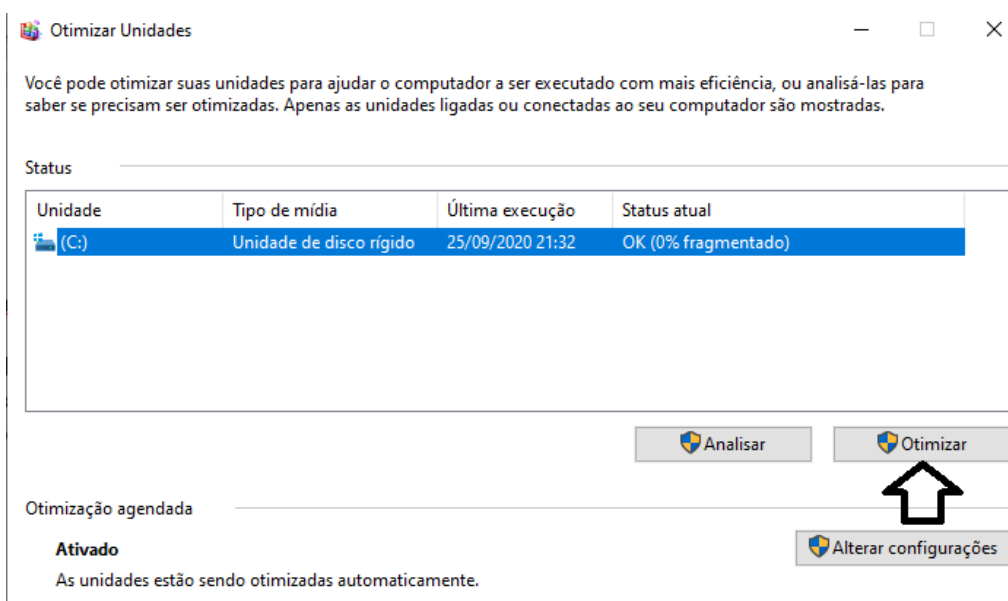 Otimizar Unidades
Você pode otimizar suas unidades para ajudar o computador a ser executado com mais eficiência, ou analisá-las para
saber se precisam ser otimizadas. Apenas as unidades ligadas ou conectadas ao seu computador são mostradas.
Status
Unidade Tipo de mídia Última execução Status atual
(C:) Unidade de disco rígido 25/09/2020 21:32 OK (0% fragmentado)
Analisar Otimizar
Otimização agendada
Ativado Alterar configurações
As unidades estão sendo otimizadas automaticamente.